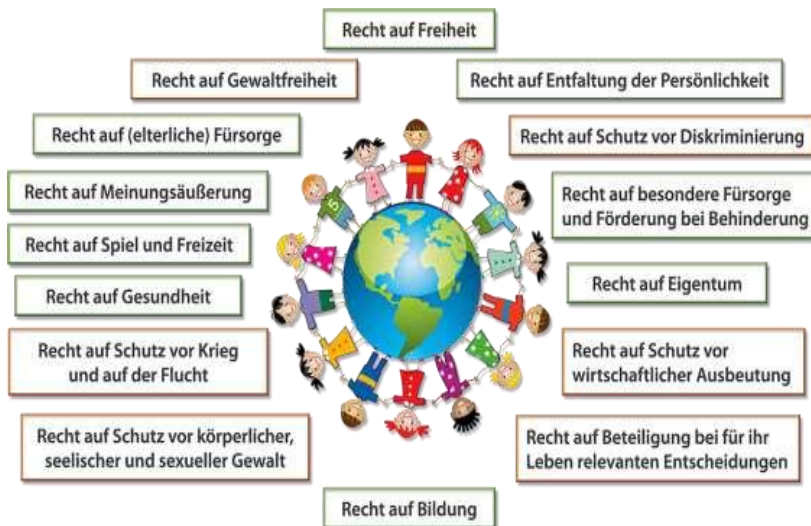 Recht auf Freiheit
Recht auf Gewaltfreiheit
Recht auf Entfaltung der Persönlichkeit
Recht auf (elterliche) Fürsorge
Recht auf Schutz vor Diskriminierung
Recht auf Meinungsäußerung
Recht auf besondere Fürsorge
und Förderung bei Behinderung
Recht auf Spiel und Freizeit
Recht auf Gesundheit
Recht auf Eigentum
Recht auf Schutz vor Krieg
und auf der Flucht
Recht auf Schutz vor
wirtschaftlicher Ausbeutung
Recht auf Schutz vor körperlicher,
seelischer und sexueller Gewalt
Recht auf Beteiligung bei für ihr
Leben relevanten Entscheidungen
Recht auf Bildung
5